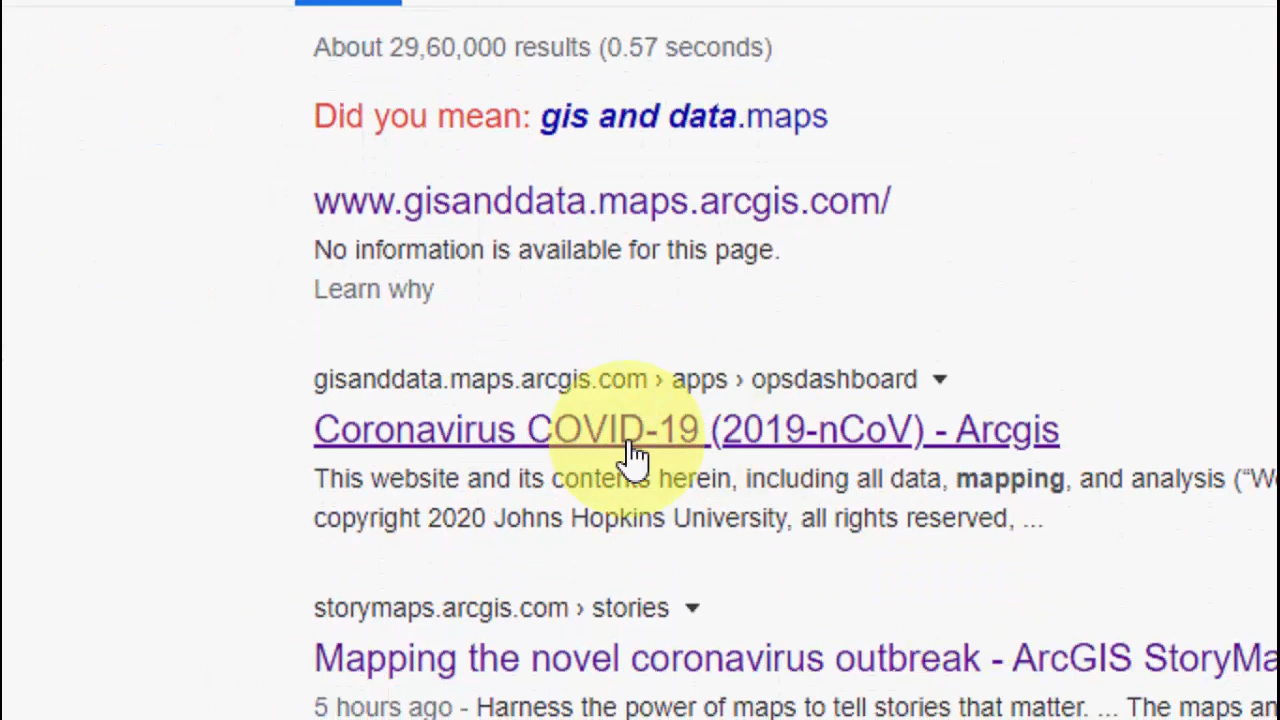 About 29,60,000 results (0.57 seconds)
Did you mean: gis and data.maps
www.gisanddata.maps.arcgis.com/
No information is available for this page.
Learn why
gisanddata.maps.arcgis.com › apps › opsdashboard
Coronavirus COVID-19 (2019-nCoV) - Arcgis
This website and its contents herein, including all data, mapping, and analysis (“We
copyright 2020 Johns Hopkins University, all rights reserved, ...
storymaps.arcgis.com › stories
Mapping the novel coronavirus outbreak - ArcGIS StoryMa
5 hours ago - Harness the power of maps to tell stories that matter. ... The maps an